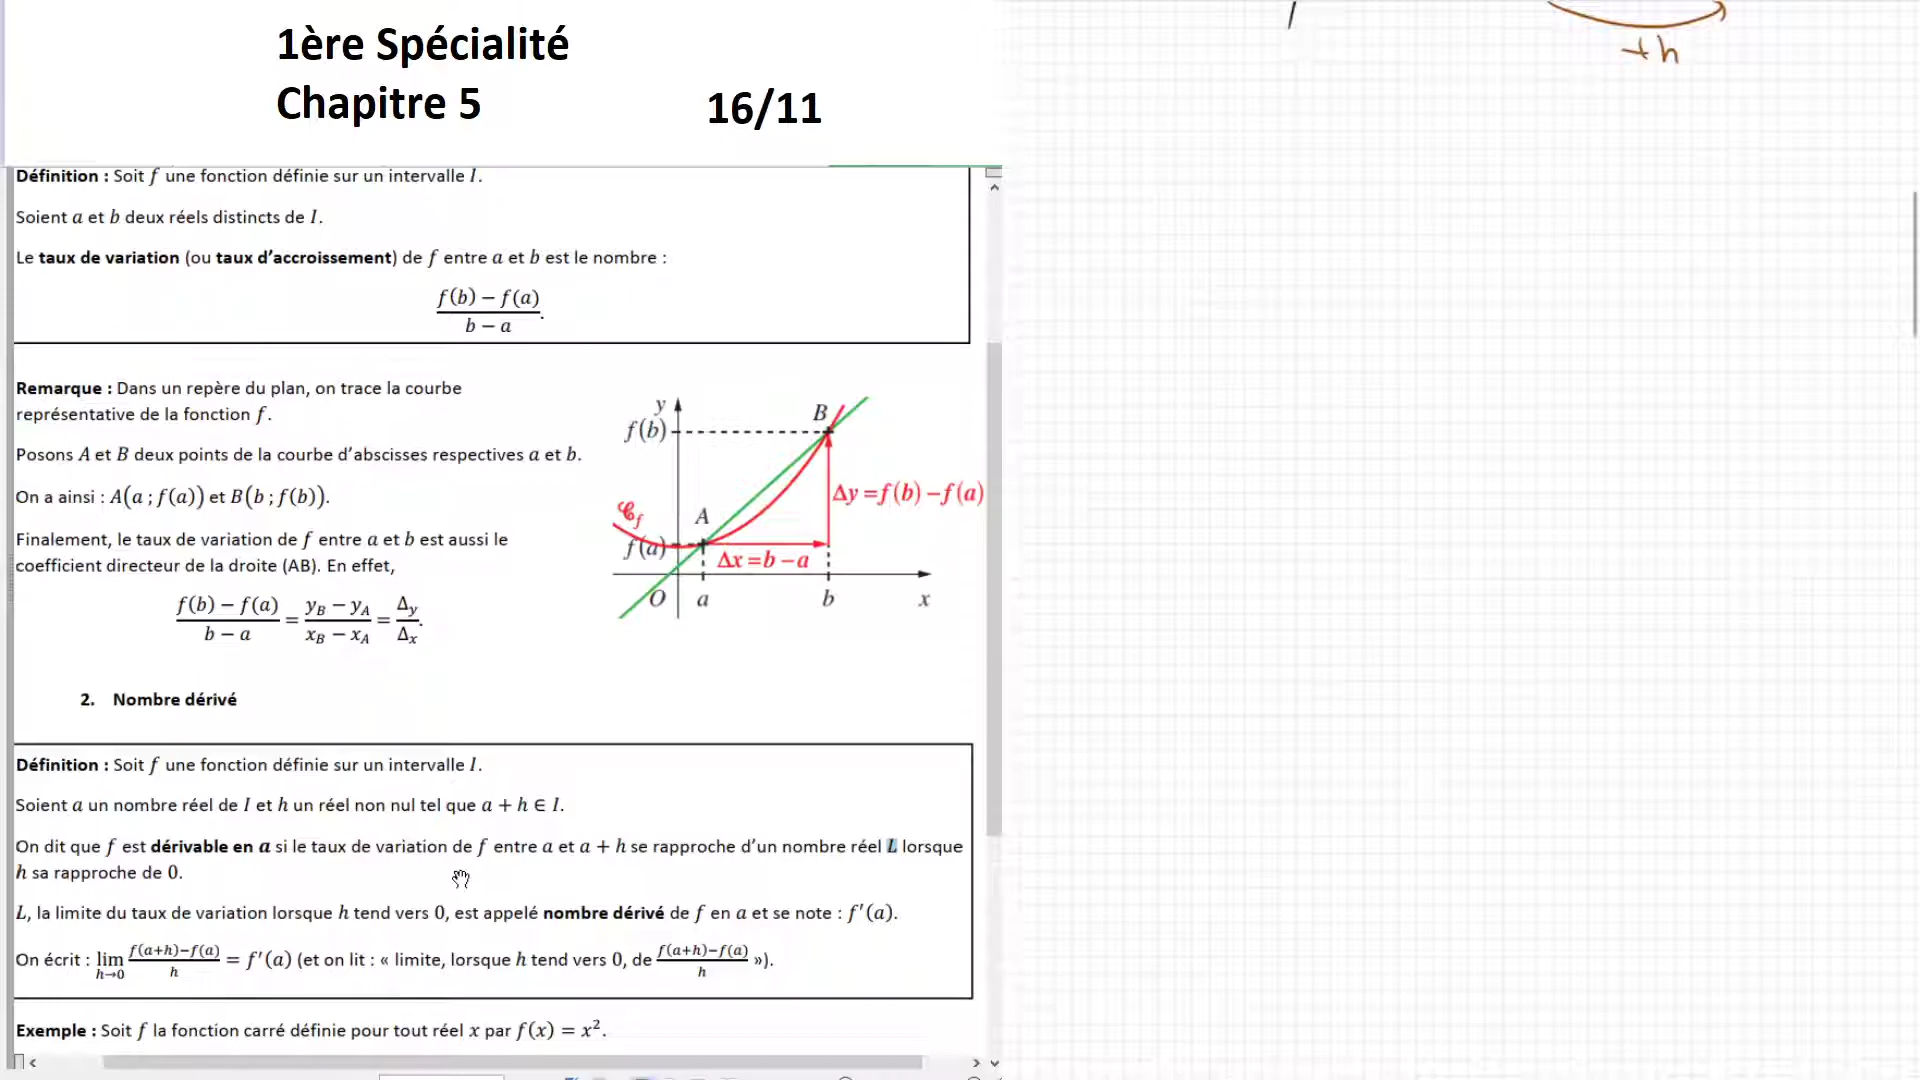 1ère Spécialité
Chapitre 5 16/11
+h
Définition : Soit f une fonction définie sur un intervalle I.
Soient a et b deux réels distincts de I.
Le taux de variation (ou taux d'accroissement) de f entre a et b est le nombre :
f(b) − f(a)
b − a
.
Remarque : Dans un repère du plan, on trace la courbe
représentative de la fonction f.
Posons A et B deux points de la courbe d'abscisses respectives a et b.
On a ainsi : A(a ; f(a)) et B(b ; f(b)).
Finalement, le taux de variation de f entre a et b est aussi le
coefficient directeur de la droite (AB). En effet,
f(b) − f(a) / b − a = yB − yA / xB − xA = Δy / Δx.
y
B
f(b)
Δy =f(b) −f(a)
𝒞f
A
f(a)
Δx =b −a
O a b x
2. Nombre dérivé
Définition : Soit f une fonction définie sur un intervalle I.
Soient a un nombre réel de I et h un réel non nul tel que a + h ∈ I.
On dit que f est dérivable en a si le taux de variation de f entre a et a + h se rapproche d'un nombre réel L lorsque
h sa rapproche de 0.
L, la limite du taux de variation lorsque h tend vers 0, est appelé nombre dérivé de f en a et se note : f′(a).
On écrit : lim h→0 f(a+h)−f(a) / h = f′(a) (et on lit : « limite, lorsque h tend vers 0, de f(a+h)−f(a) / h »).
Exemple : Soit f la fonction carré définie pour tout réel x par f(x) = x².